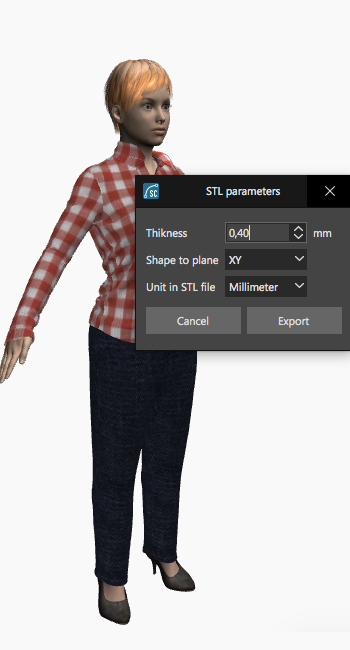 SC STL parameters
Thikness 0,40 mm
Shape to plane XY
Unit in STL file Millimeter
Cancel Export